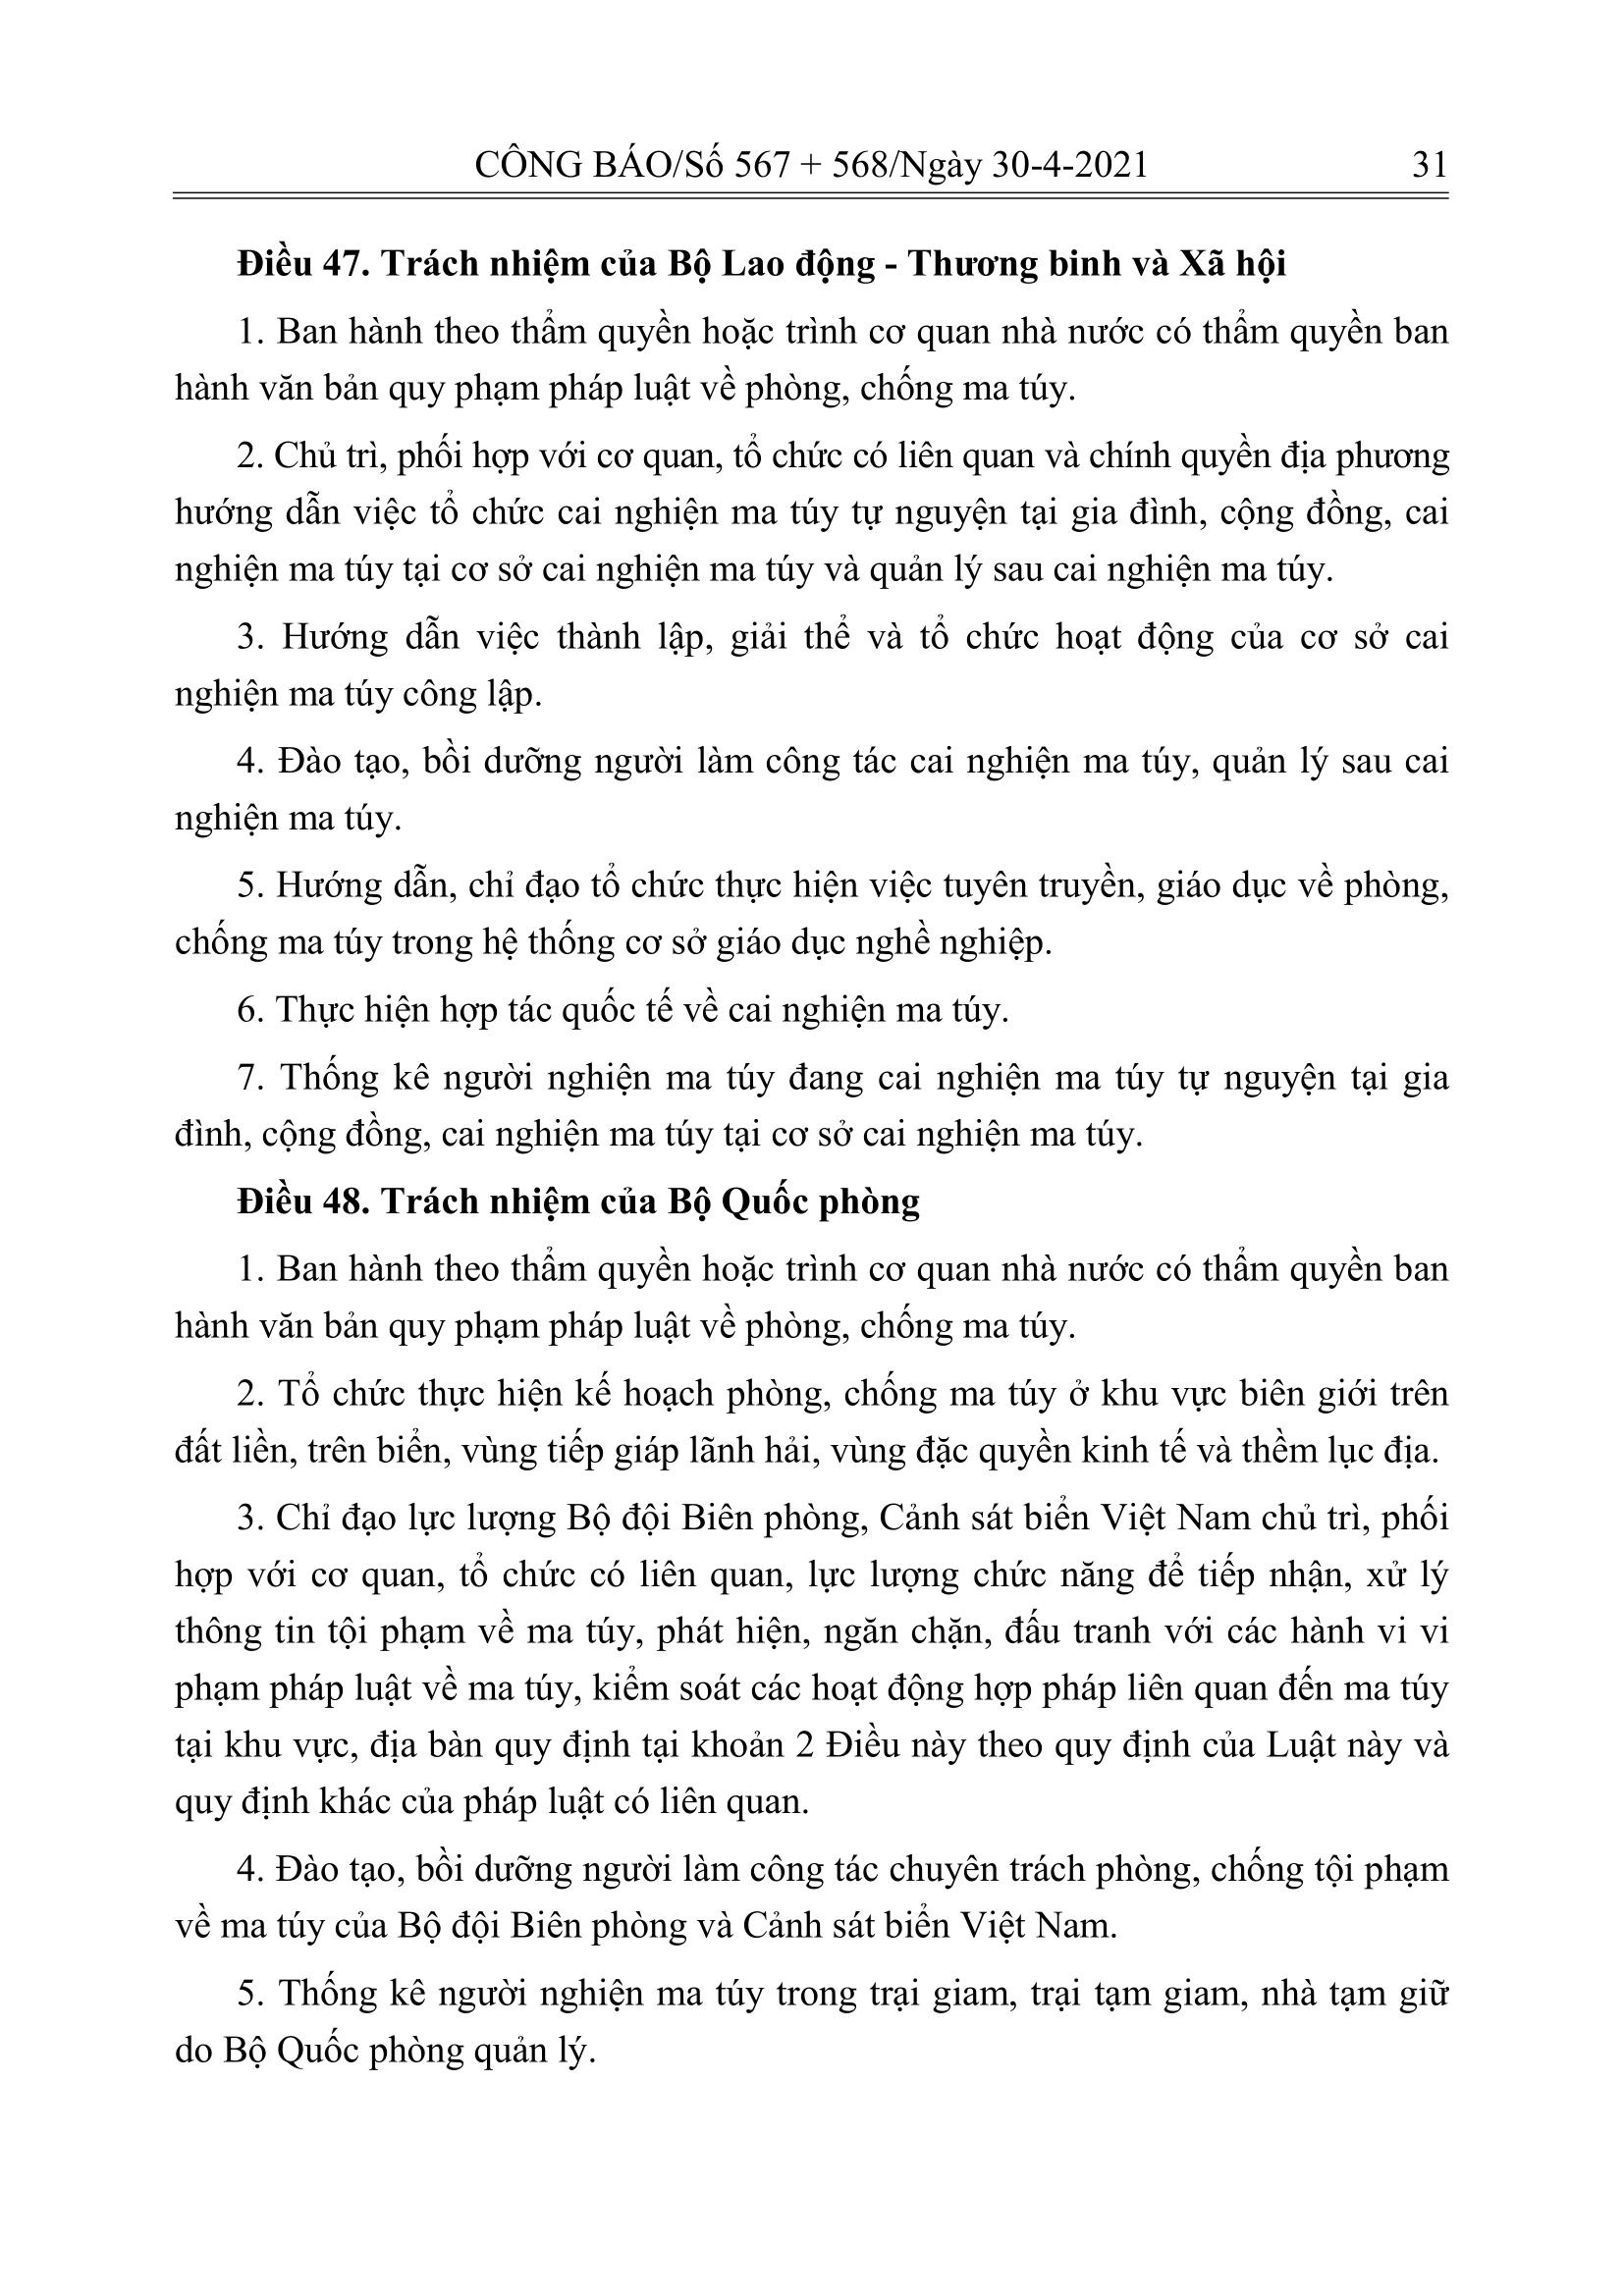 CÔNG BÁO/Số 567 + 568/Ngày 30-4-2021 31
Điều 47. Trách nhiệm của Bộ Lao động - Thương binh và Xã hội
1. Ban hành theo thẩm quyền hoặc trình cơ quan nhà nước có thẩm quyền ban
hành văn bản quy phạm pháp luật về phòng, chống ma túy.
2. Chủ trì, phối hợp với cơ quan, tổ chức có liên quan và chính quyền địa phương
hướng dẫn việc tổ chức cai nghiện ma túy tự nguyện tại gia đình, cộng đồng, cai
nghiện ma túy tại cơ sở cai nghiện ma túy và quản lý sau cai nghiện ma túy.
3. Hướng dẫn việc thành lập, giải thể và tổ chức hoạt động của cơ sở cai
nghiện ma túy công lập.
4. Đào tạo, bồi dưỡng người làm công tác cai nghiện ma túy, quản lý sau cai
nghiện ma túy.
5. Hướng dẫn, chỉ đạo tổ chức thực hiện việc tuyên truyền, giáo dục về phòng,
chống ma túy trong hệ thống cơ sở giáo dục nghề nghiệp.
6. Thực hiện hợp tác quốc tế về cai nghiện ma túy.
7. Thống kê người nghiện ma túy đang cai nghiện ma túy tự nguyện tại gia
đình, cộng đồng, cai nghiện ma túy tại cơ sở cai nghiện ma túy.
Điều 48. Trách nhiệm của Bộ Quốc phòng
1. Ban hành theo thẩm quyền hoặc trình cơ quan nhà nước có thẩm quyền ban
hành văn bản quy phạm pháp luật về phòng, chống ma túy.
2. Tổ chức thực hiện kế hoạch phòng, chống ma túy ở khu vực biên giới trên
đất liền, trên biển, vùng tiếp giáp lãnh hải, vùng đặc quyền kinh tế và thềm lục địa.
3. Chỉ đạo lực lượng Bộ đội Biên phòng, Cảnh sát biển Việt Nam chủ trì, phối
hợp với cơ quan, tổ chức có liên quan, lực lượng chức năng để tiếp nhận, xử lý
thông tin tội phạm về ma túy, phát hiện, ngăn chặn, đấu tranh với các hành vi vi
phạm pháp luật về ma túy, kiểm soát các hoạt động hợp pháp liên quan đến ma túy
tại khu vực, địa bàn quy định tại khoản 2 Điều này theo quy định của Luật này và
quy định khác của pháp luật có liên quan.
4. Đào tạo, bồi dưỡng người làm công tác chuyên trách phòng, chống tội phạm
về ma túy của Bộ đội Biên phòng và Cảnh sát biển Việt Nam.
5. Thống kê người nghiện ma túy trong trại giam, trại tạm giam, nhà tạm giữ
do Bộ Quốc phòng quản lý.